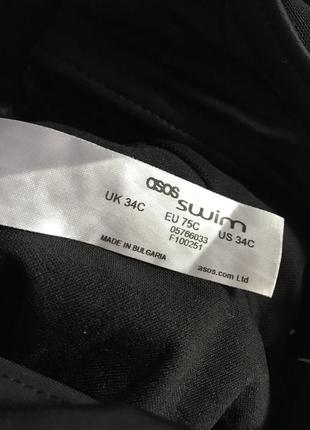 asos swim
UK 34C EU 75C US 34C
05766033
F100251
MADE IN BULGARIA
asos.com Ltd